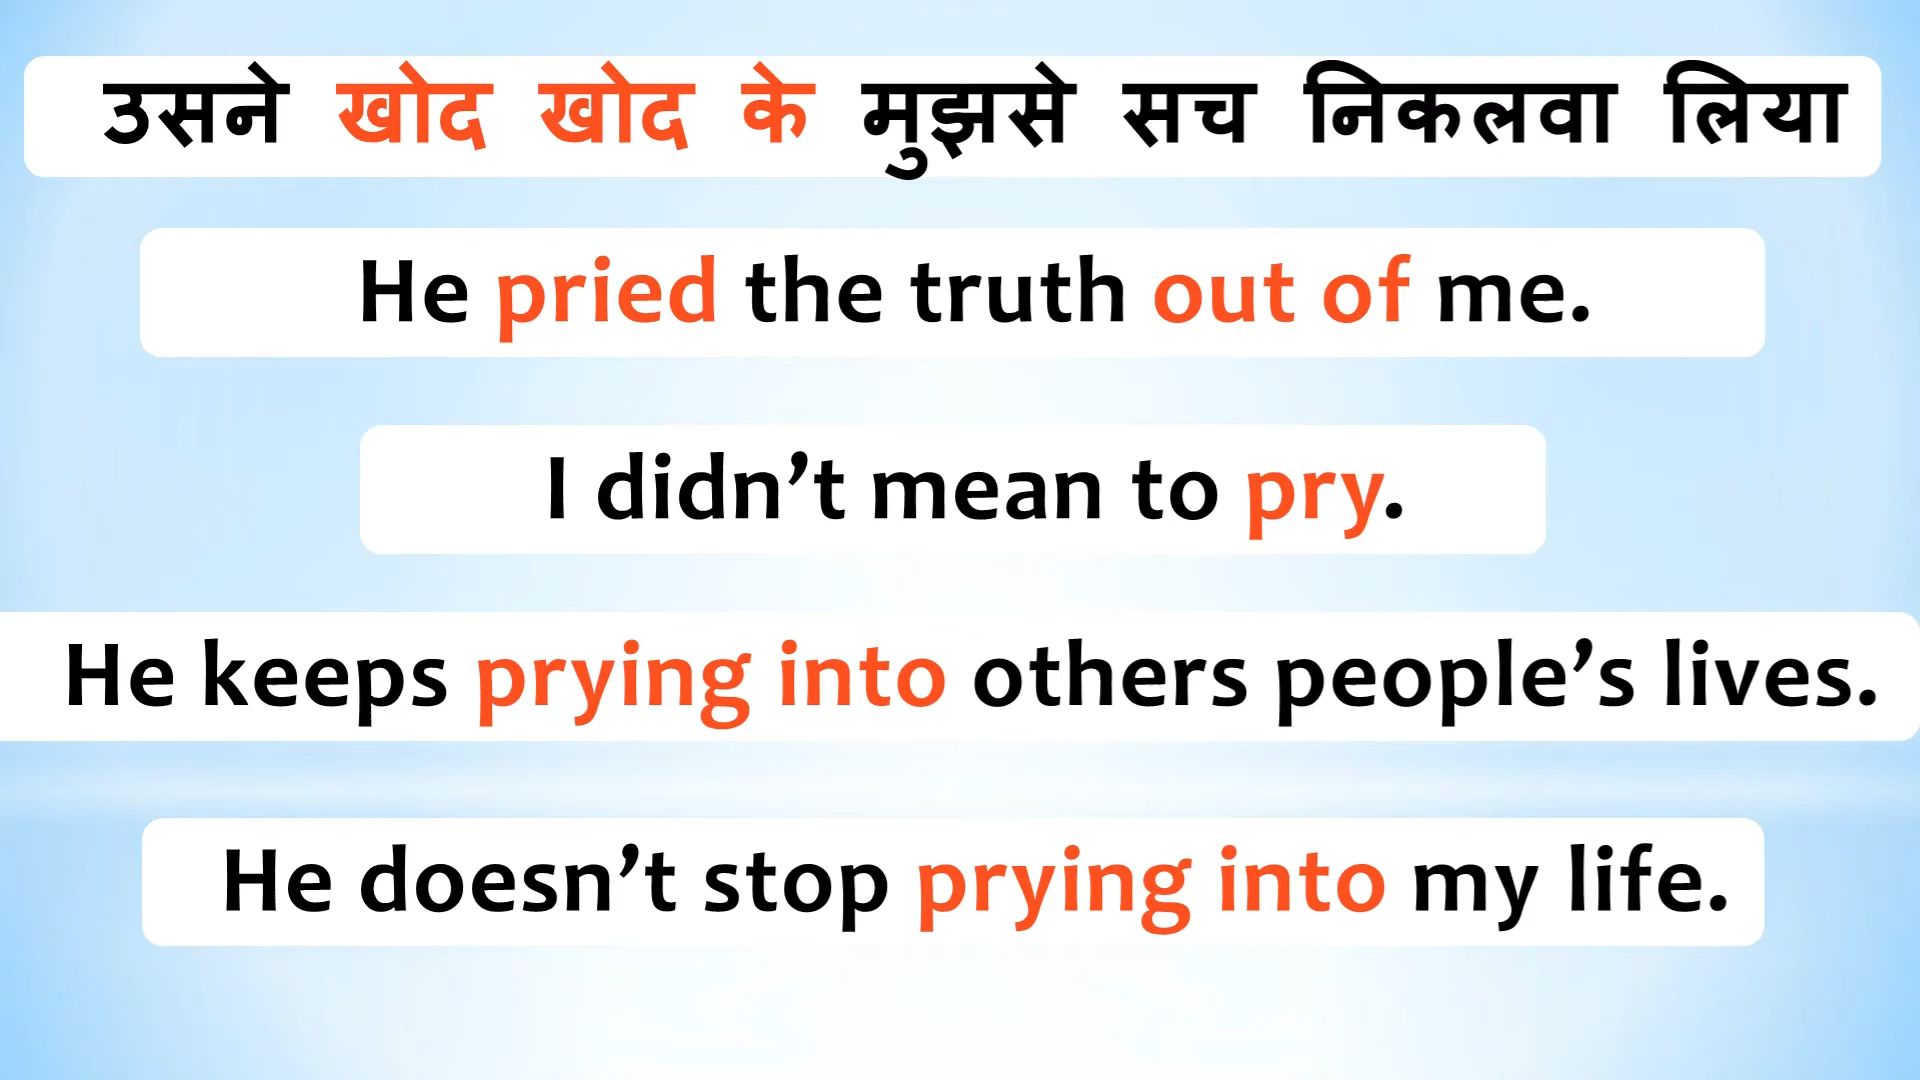 उसने खोद खोद के मुझसे सच निकलवा लिया
He pried the truth out of me.
I didn’t mean to pry.
He keeps prying into others people’s lives.
He doesn’t stop prying into my life.